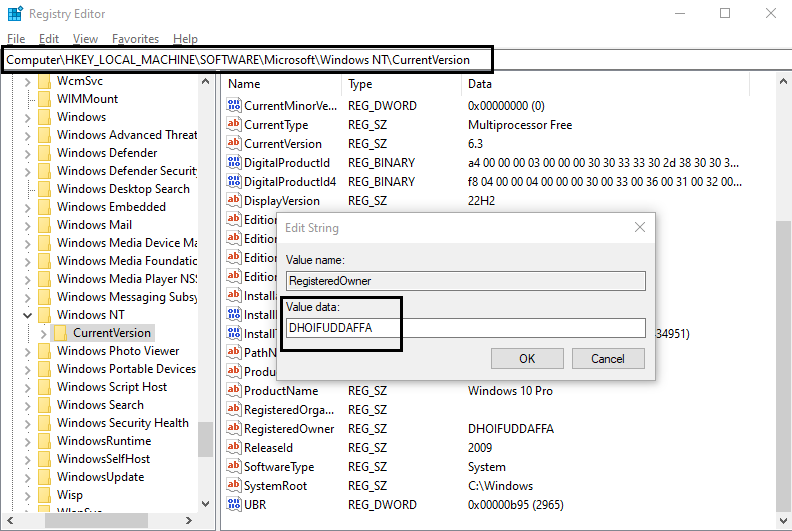 Registry Editor
File Edit View Favorites Help
Computer\HKEY_LOCAL_MACHINE\SOFTWARE\Microsoft\Windows NT\CurrentVersion
WcmSvc
WIMMount
Windows
Windows Advanced Threat
Windows Defender
Windows Defender Securit
Windows Desktop Search
Windows Embedded
Windows Mail
Windows Media Device Ma
Windows Media Foundatio
Windows Media Player NSS
Windows Messaging Subsy
Windows NT
CurrentVersion
Windows Photo Viewer
Windows Portable Devices
Windows Script Host
Windows Search
Windows Security Health
WindowsRuntime
WindowsSelfHost
WindowsUpdate
Wisp
Name Type Data
CurrentMinorVe... REG_DWORD 0x00000000 (0)
CurrentType REG_SZ Multiprocessor Free
CurrentVersion REG_SZ 6.3
DigitalProductId REG_BINARY a4 00 00 00 03 00 00 00 30 30 33 33 30 2d 38 30 30 3...
DigitalProductId4 REG_BINARY f8 04 00 00 04 00 00 00 30 00 33 00 36 00 31 00 32 00...
DisplayVersion REG_SZ 22H2
Edition
Edition
Edition
Edition
Installa
Install
InstallT 34951)
PathN
Produ
ProductName REG_SZ Windows 10 Pro
RegisteredOrga... REG_SZ
RegisteredOwner REG_SZ DHOIFUDDAFFA
ReleaseId REG_SZ 2009
SoftwareType REG_SZ System
SystemRoot REG_SZ C:\Windows
UBR REG_DWORD 0x00000b95 (2965)
Edit String
Value name:
RegisteredOwner
Value data:
DHOIFUDDAFFA
OK Cancel